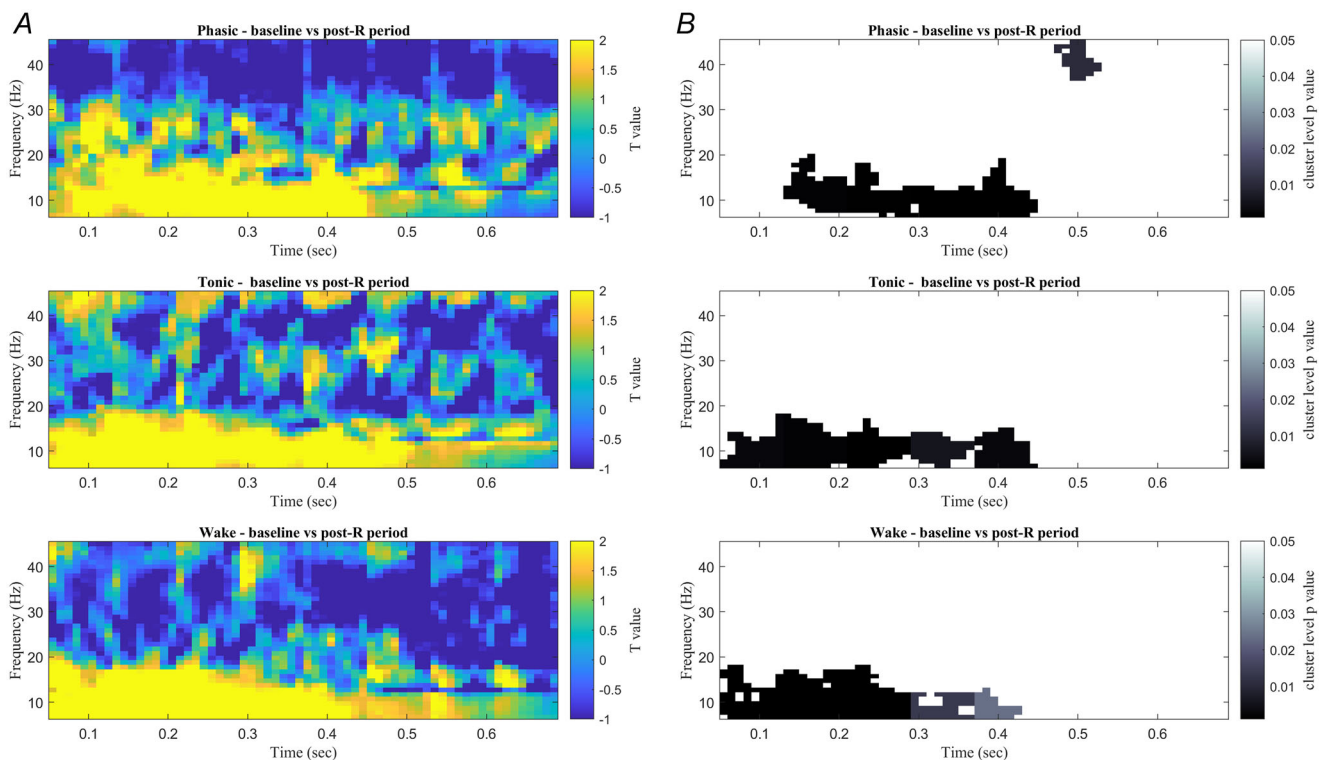 A
B
Phasic - baseline vs post-R period
Frequency (Hz)
40
30
20
10
0.1 0.2 0.3 0.4 0.5 0.6
Time (sec)
2
1.5
1
0.5
0
-0.5
-1
T value
Phasic - baseline vs post-R period
Frequency (Hz)
40
30
20
10
0.1 0.2 0.3 0.4 0.5 0.6
Time (sec)
0.05
0.04
0.03
0.02
0.01
cluster level p value
Tonic - baseline vs post-R period
Frequency (Hz)
40
30
20
10
0.1 0.2 0.3 0.4 0.5 0.6
Time (sec)
2
1.5
1
0.5
0
-0.5
-1
T value
Tonic - baseline vs post-R period
Frequency (Hz)
40
30
20
10
0.1 0.2 0.3 0.4 0.5 0.6
Time (sec)
0.05
0.04
0.03
0.02
0.01
cluster level p value
Wake - baseline vs post-R period
Frequency (Hz)
40
30
20
10
0.1 0.2 0.3 0.4 0.5 0.6
Time (sec)
2
1.5
1
0.5
0
-0.5
-1
T value
Wake - baseline vs post-R period
Frequency (Hz)
40
30
20
10
0.1 0.2 0.3 0.4 0.5 0.6
Time (sec)
0.05
0.04
0.03
0.02
0.01
cluster level p value